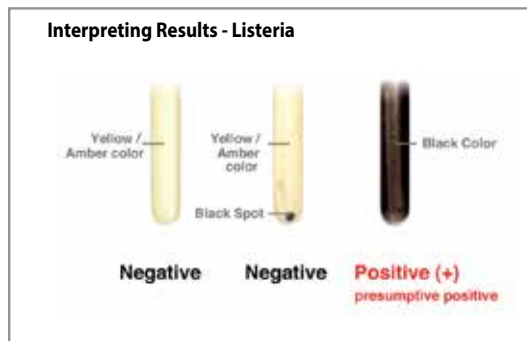 Interpreting Results - Listeria
Yellow /
Amber color
Yellow /
Amber
color
Black Spot
Black Color
Negative
Negative
Positive (+)
presumptive positive